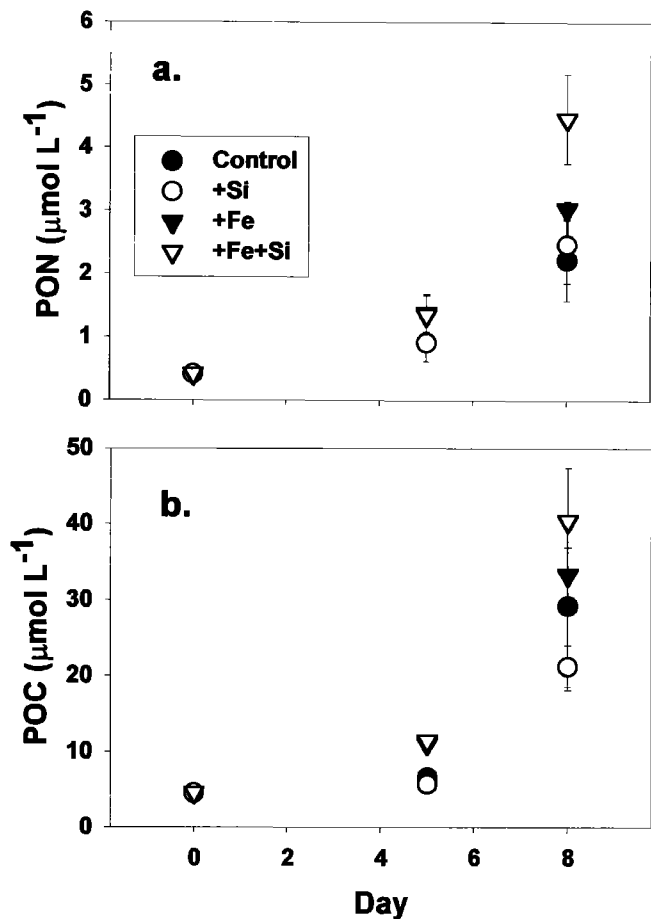 a.
PON (μmol L⁻¹)
6
5
4
3
2
1
0
Control
+Si
+Fe
+Fe+Si
b.
POC (μmol L⁻¹)
50
40
30
20
10
0
0 2 4 6 8
Day